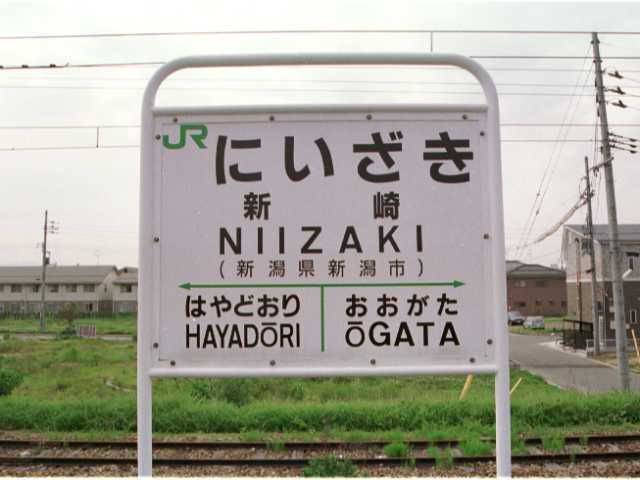 JR にいざき
新崎
NIIZAKI
(新潟県新潟市)
はやどおり おおがた
HAYADŌRI ŌGATA